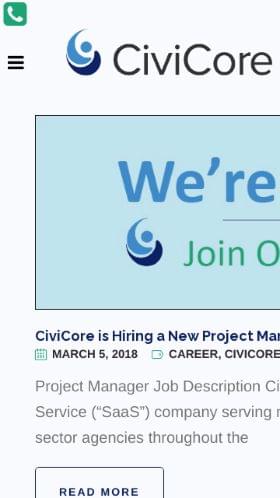 CiviCore
We're
Join O
CiviCore is Hiring a New Project Mar
MARCH 5, 2018 CAREER, CIVICORE
Project Manager Job Description Ci
Service (“SaaS”) company serving
sector agencies throughout the
READ MORE